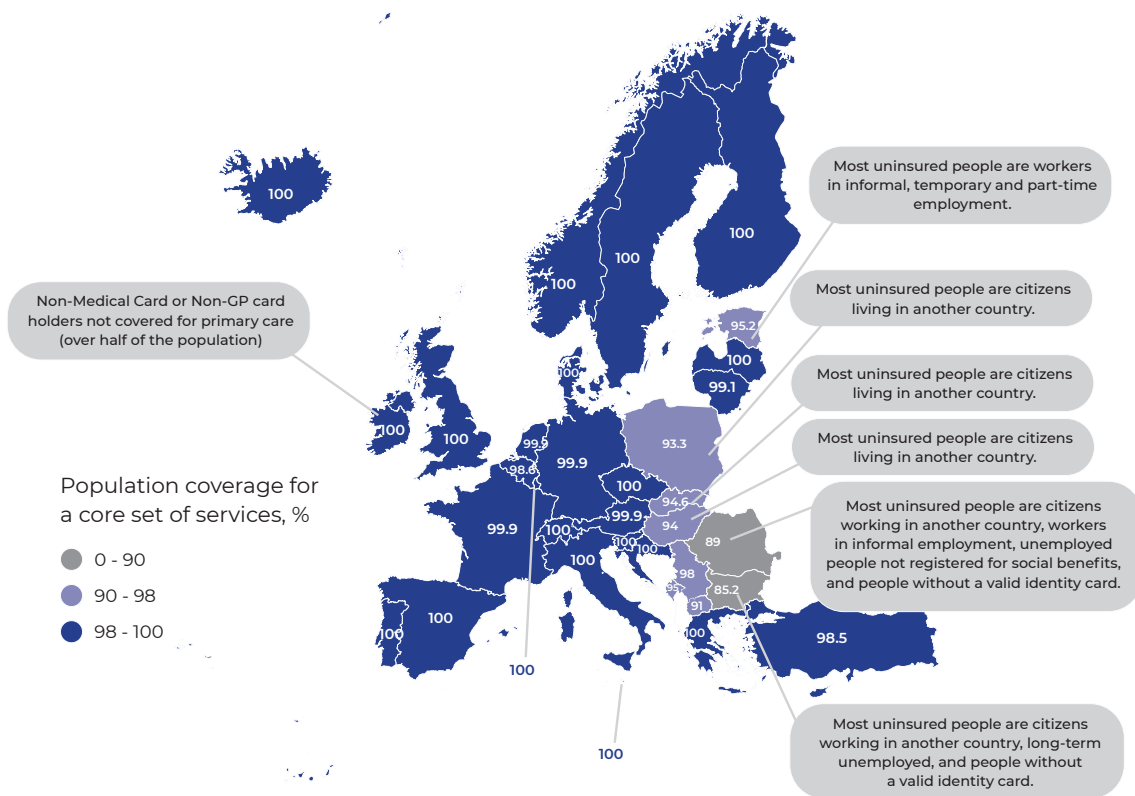 Most uninsured people are workers
in informal, temporary and part-time
employment.
Most uninsured people are citizens
living in another country.
Non-Medical Card or Non-GP card
holders not covered for primary care
(over half of the population)
Most uninsured people are citizens
living in another country.
Most uninsured people are citizens
living in another country.
Most uninsured people are citizens
working in another country, workers
in informal employment, unemployed
people not registered for social benefits,
and people without a valid identity card.
Most uninsured people are citizens
working in another country, long-term
unemployed, and people without
a valid identity card.
Population coverage for
a core set of services, %
0 - 90
90 - 98
98 - 100
100
100
100
100
95.2
100
99.1
100
100
100
99.9
98.6
99.9
93.3
100
94.6
99.9
94
99.9
100
100
100
100
89
98
85.2
91
100
100
100
98.5
100
100